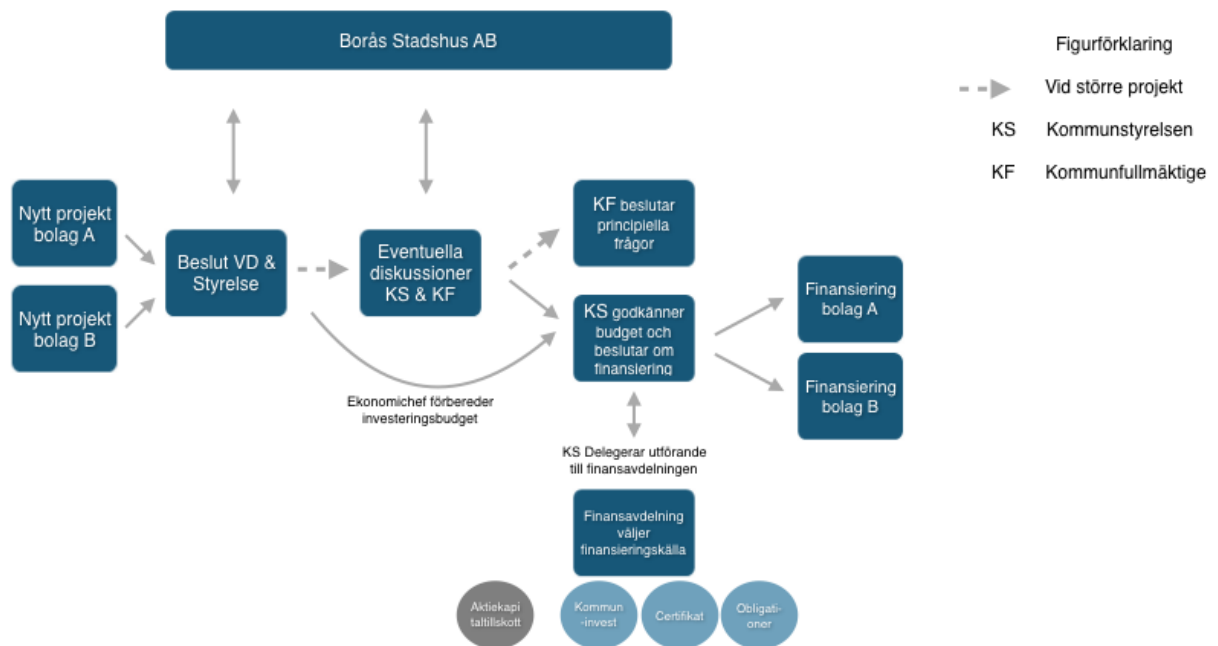 Borås Stadshus AB
Figurförklaring
Vid större projekt
KS Kommunstyrelsen
KF Kommunfullmäktige
Nytt projekt
bolag A
Nytt projekt
bolag B
Beslut VD &
Styrelse
Eventuella
diskussioner
KS & KF
KF beslutar
principiella
frågor
KS godkänner
budget och
beslutar om
finansiering
Finansiering
bolag A
Finansiering
bolag B
Ekonomichef förbereder
investeringsbudget
KS Delegerar utförande
till finansavdelningen
Finansavdelning
väljer
finansieringskälla
Aktiekapi
taltillskott
Kommun
-invest
Certifikat
Obligati-
oner